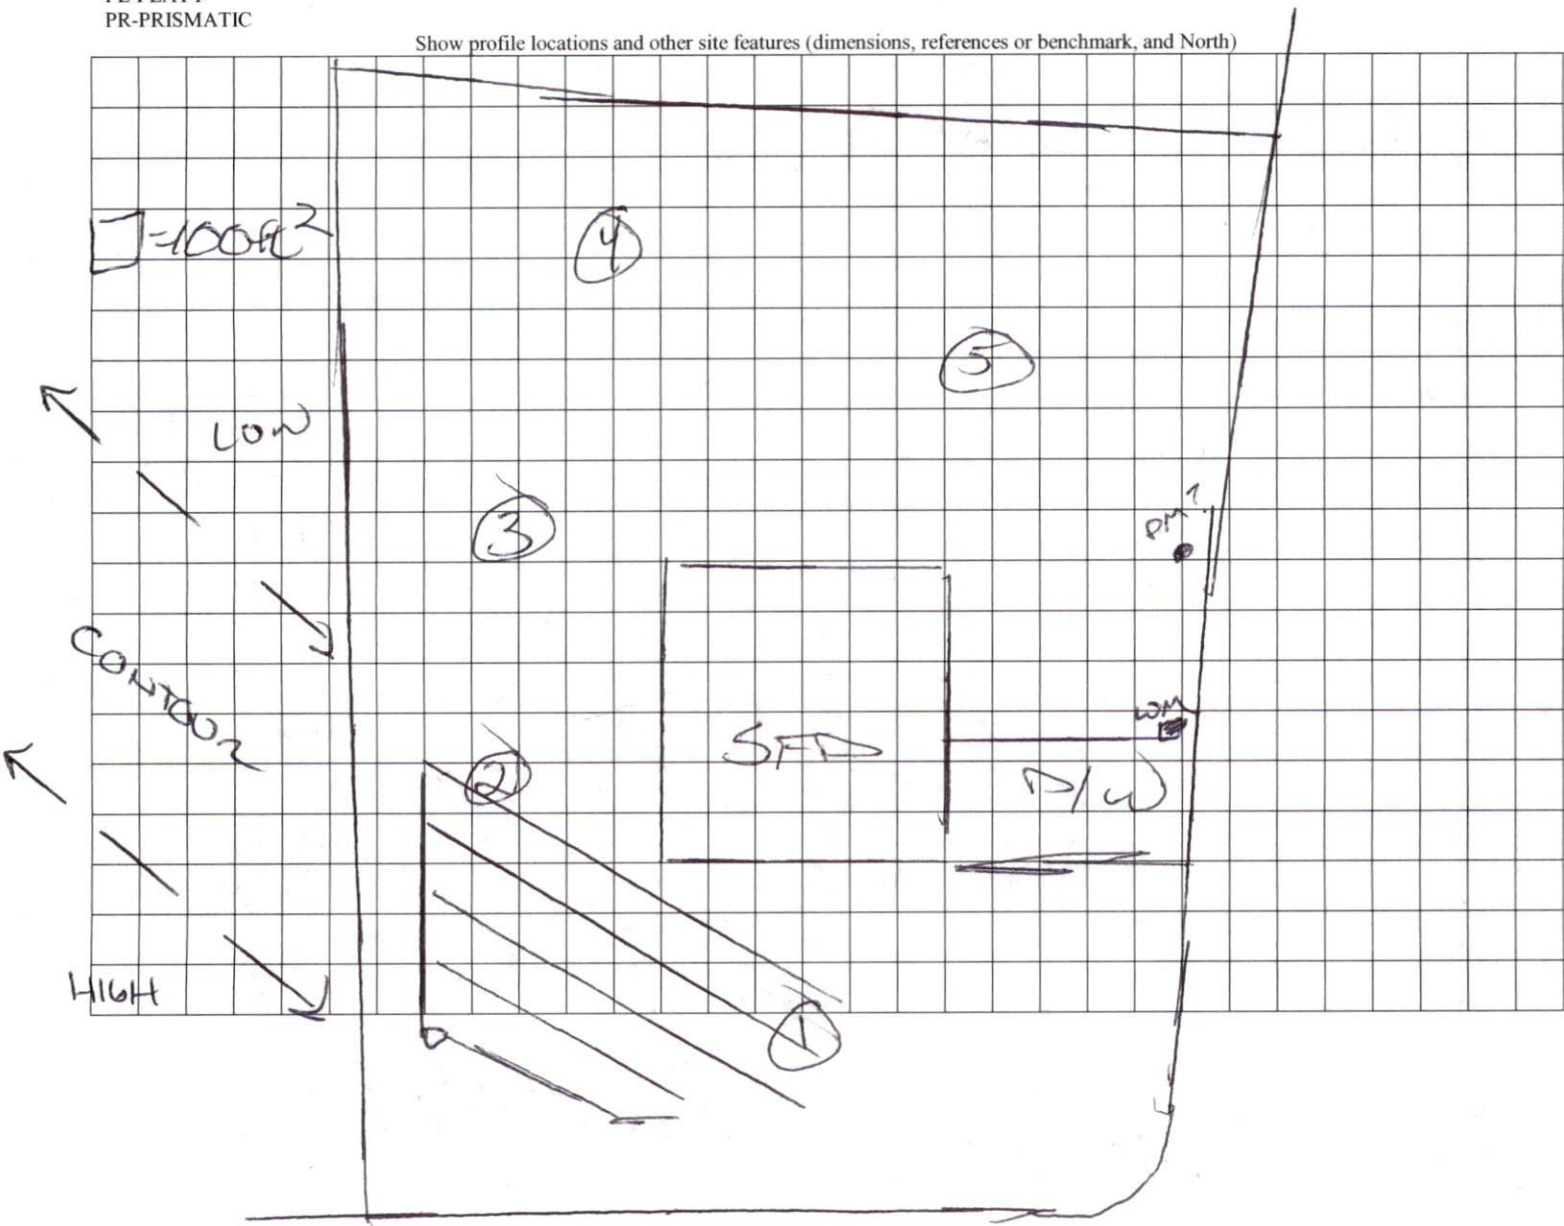 PR-PRISMATIC
Show profile locations and other site features (dimensions, references or benchmark, and North)
=100ft²
4
5
LOW
3
PM?
CONTOUR
WM
SFD
2
D/W
HIGH
1